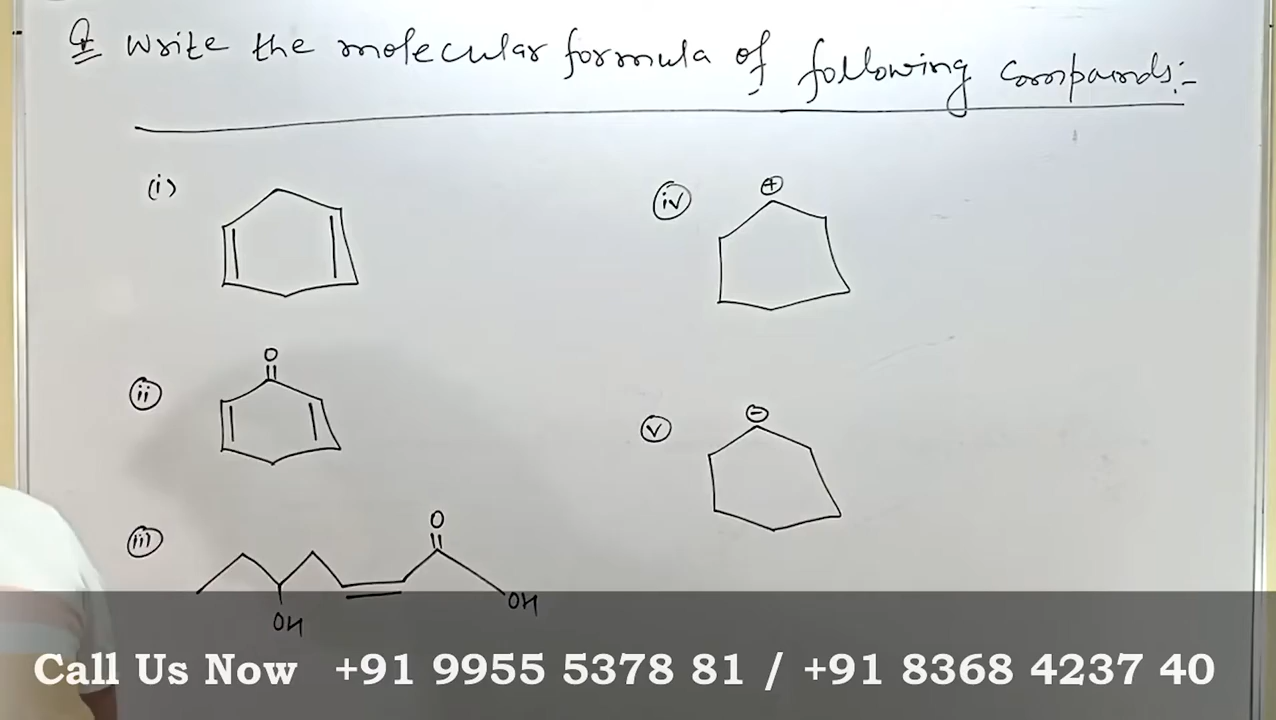 Q Write the molecular formula of following compounds:-
(i)
(iv)
+
O
(ii)
(v)
-
(iii)
O
OH
OH
Call Us Now +91 9955 5378 81 / +91 8368 4237 40